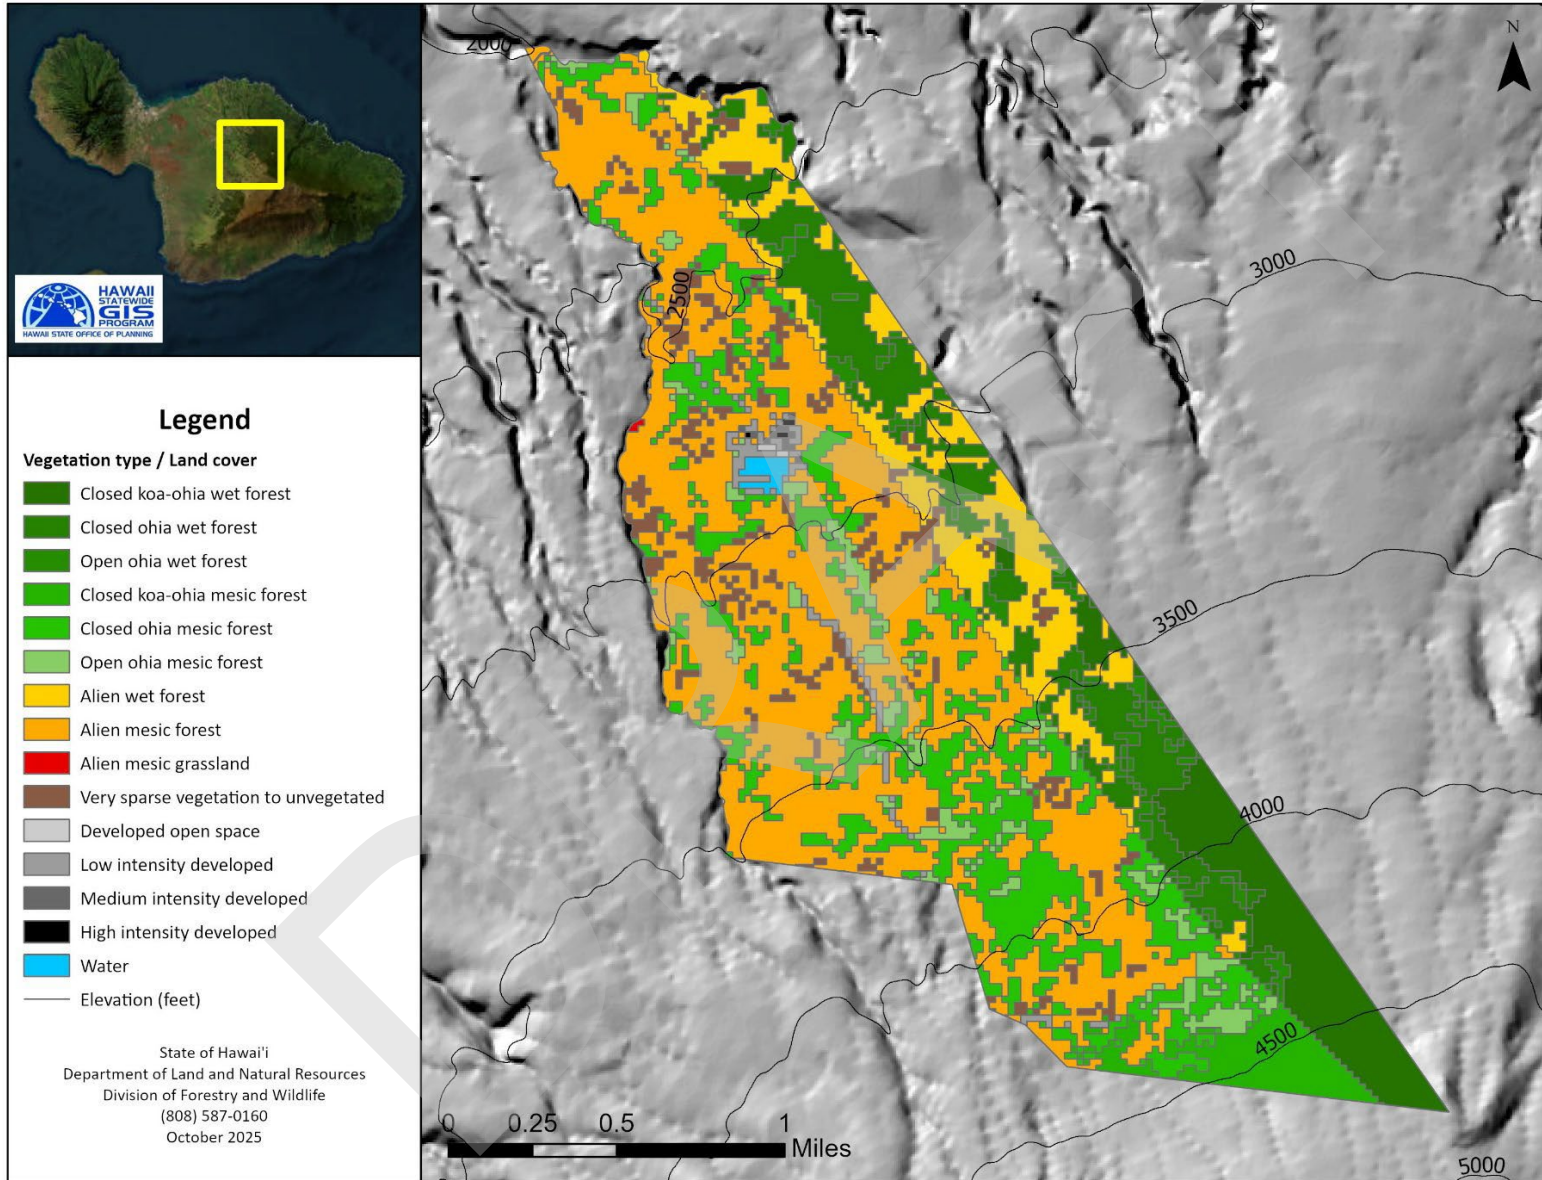 HAWAII
STATEWIDE
GIS
PROGRAM
HAWAII STATE OFFICE OF PLANNING
Legend
Vegetation type / Land cover
Closed koa-ohia wet forest
Closed ohia wet forest
Open ohia wet forest
Closed koa-ohia mesic forest
Closed ohia mesic forest
Open ohia mesic forest
Alien wet forest
Alien mesic forest
Alien mesic grassland
Very sparse vegetation to unvegetated
Developed open space
Low intensity developed
Medium intensity developed
High intensity developed
Water
Elevation (feet)
State of Hawai'i
Department of Land and Natural Resources
Division of Forestry and Wildlife
(808) 587-0160
October 2025
N
2000
2500
3000
3500
4000
4500
5000
0 0.25 0.5 1
Miles
DRAFT